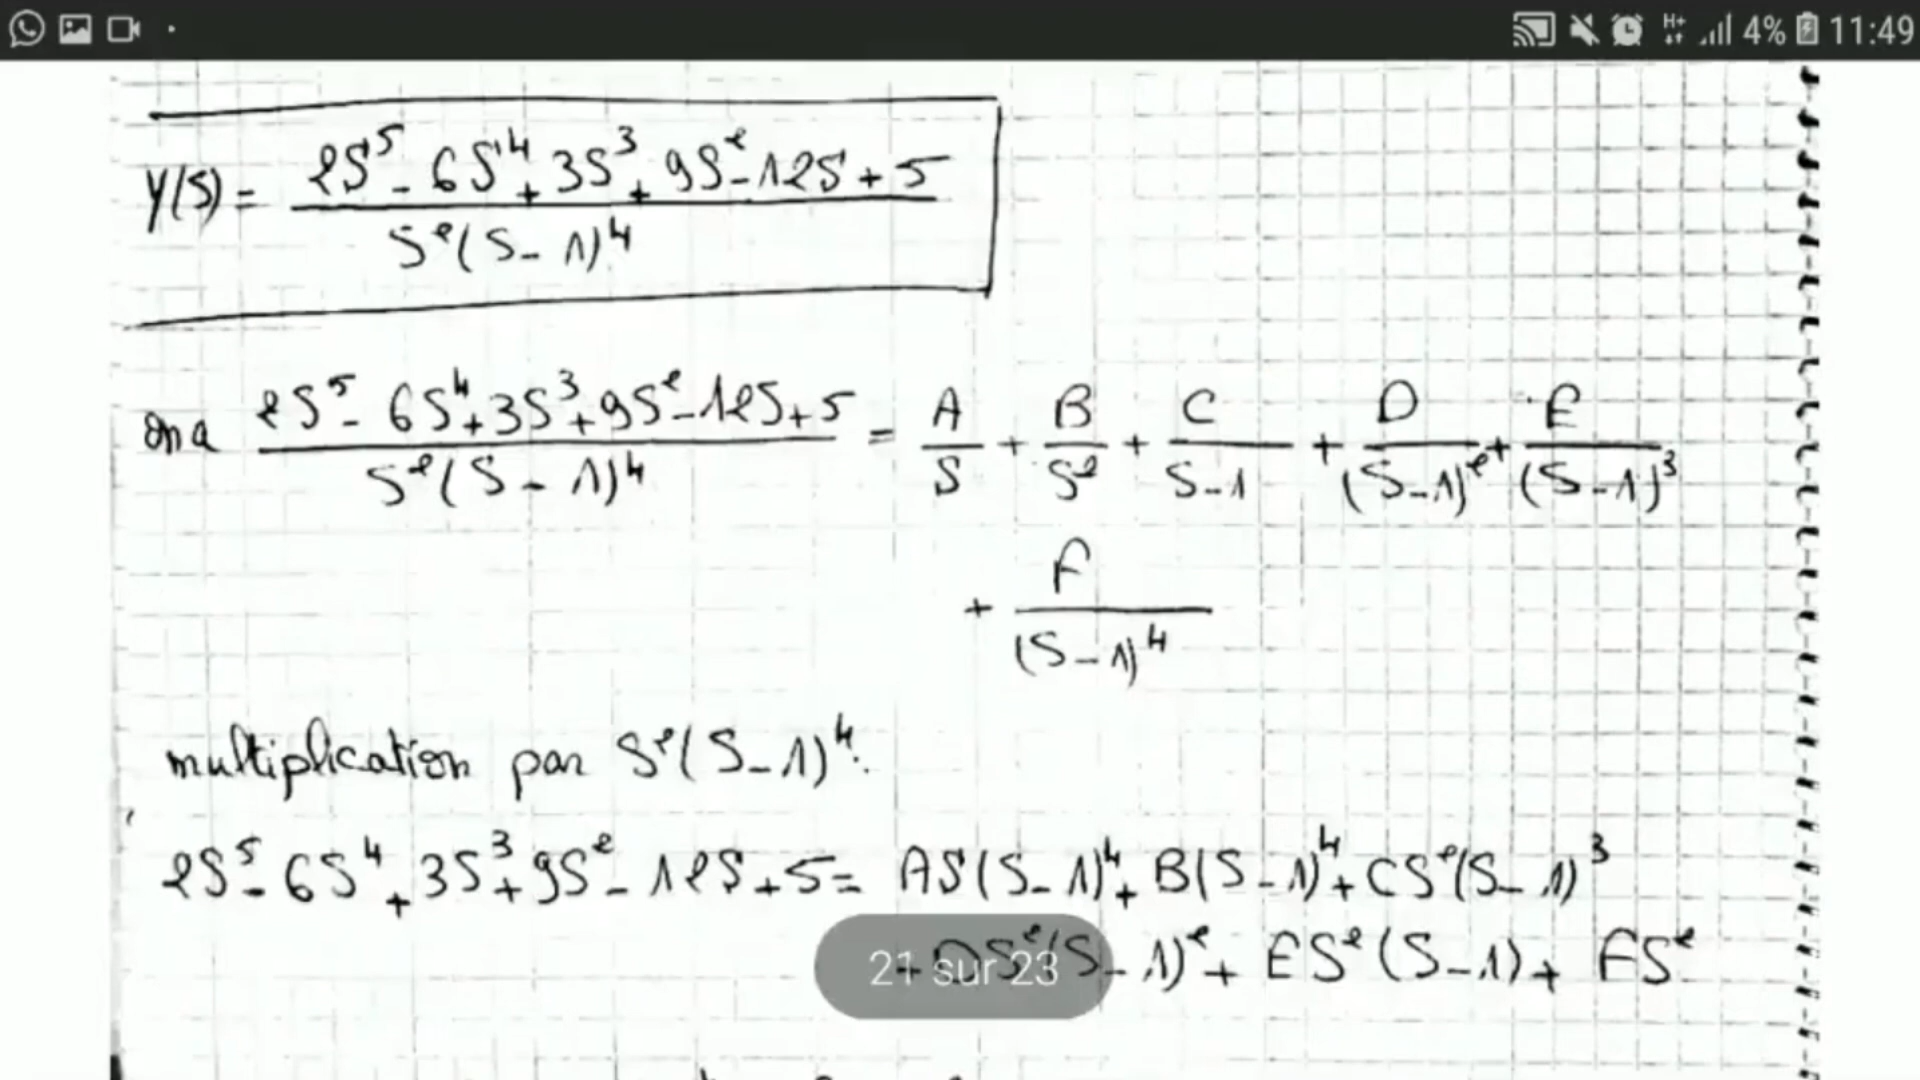 H+ 4% 11:49
Y(S) = (2S⁵ - 6S⁴ + 3S³ + 9S² - 12S + 5) / (S²(S - 1)⁴)
on a (2S⁵ - 6S⁴ + 3S³ + 9S² - 12S + 5) / (S²(S - 1)⁴) = A/S + B/S² + C/(S-1) + D/(S-1)² + E/(S-1)³
+ F/(S-1)⁴
multiplication par S²(S-1)⁴.
2S⁵ - 6S⁴ + 3S³ + 9S² - 12S + 5 = AS(S-1)⁴ + B(S-1)⁴ + CS²(S-1)³
+ DS²(S-1)² + ES²(S-1) + FS²
21 sur 23